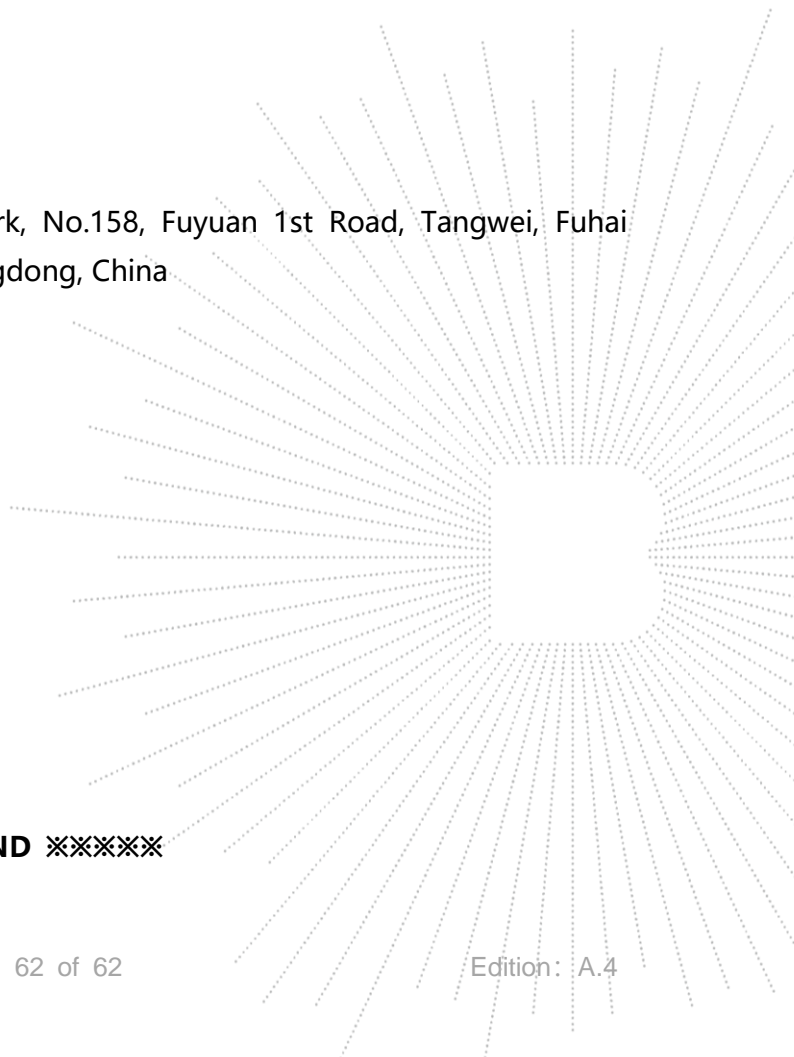 rk, No.158, Fuyuan 1st Road, Tangwei, Fuhai
gdong, China
ND ※※※※※
62 of 62 Edition: A.4